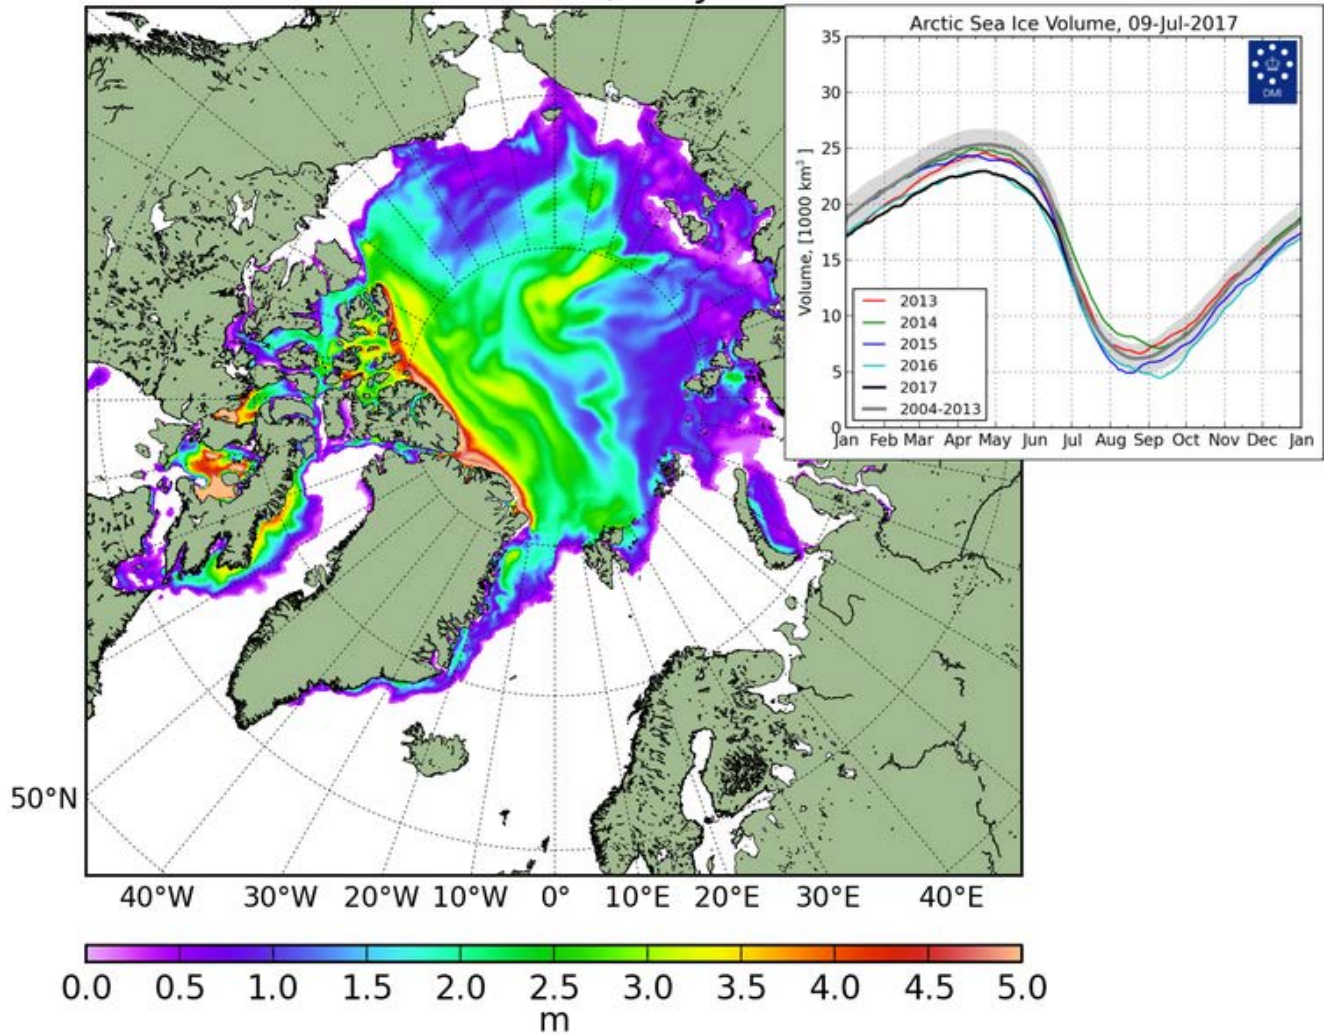 Arctic Sea Ice Volume, 09-Jul-2017
35
30
25
20
15
10
5
0
Volume, [1000 km³ ]
DMI
2013
2014
2015
2016
2017
2004-2013
Jan Feb Mar Apr May Jun Jul Aug Sep Oct Nov Dec Jan
50°N
40°W 30°W 20°W 10°W 0° 10°E 20°E 30°E 40°E
0.0 0.5 1.0 1.5 2.0 2.5 3.0 3.5 4.0 4.5 5.0
m